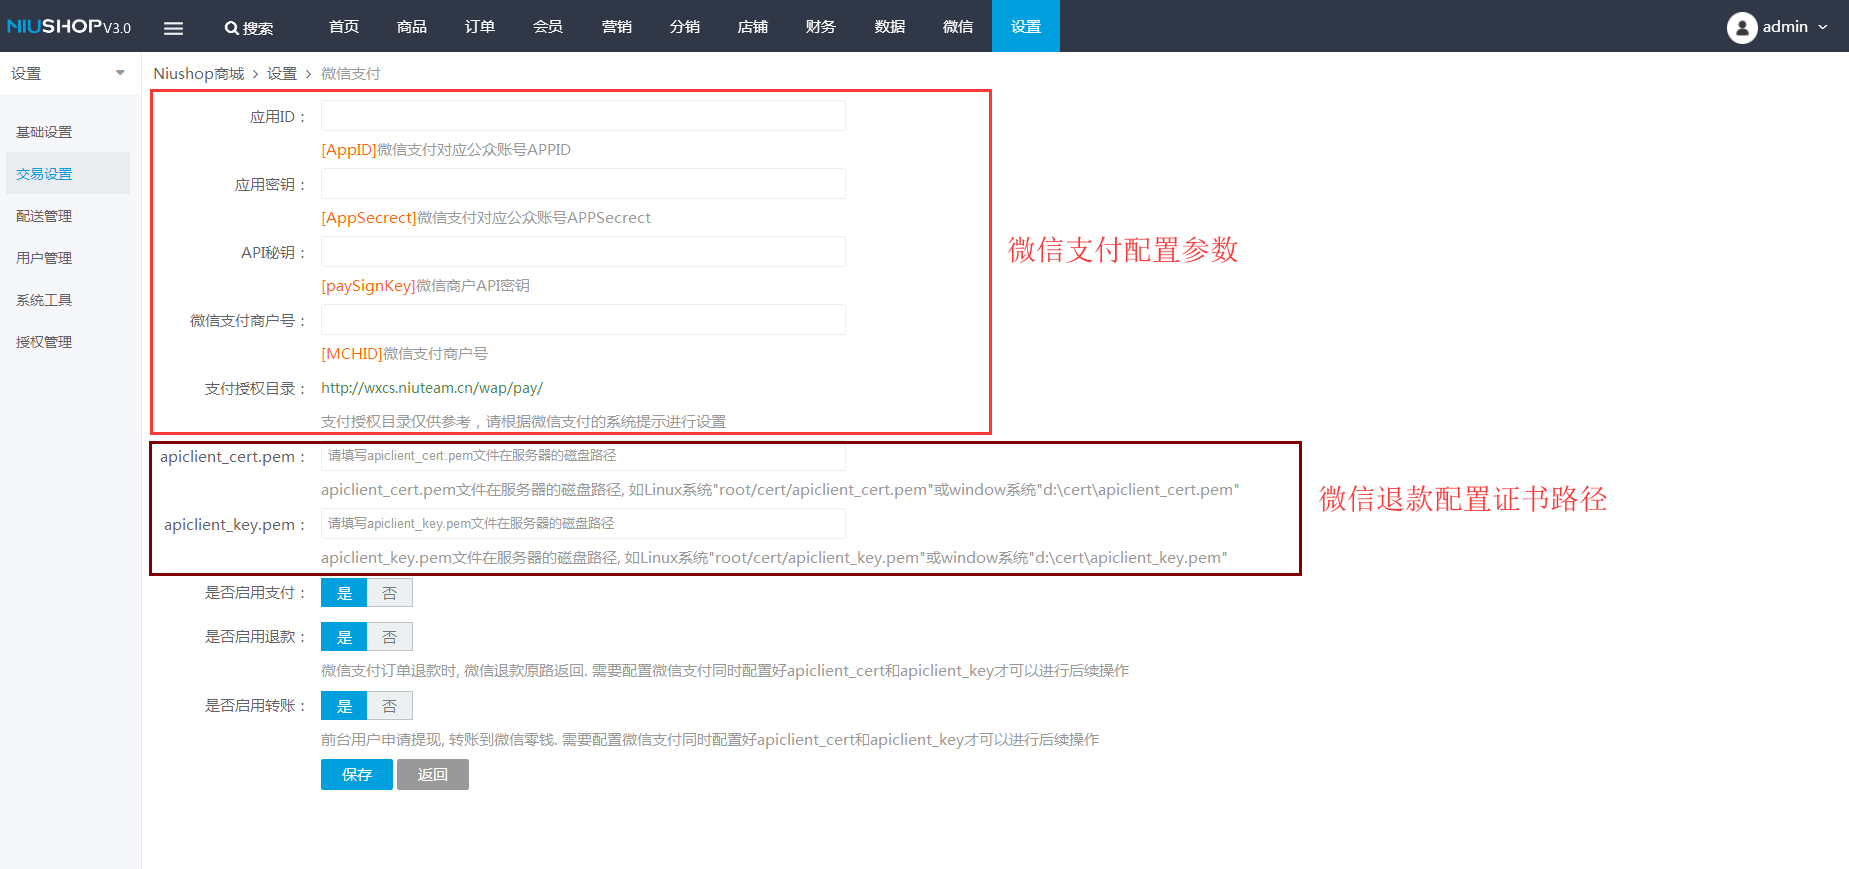 NIUSHOPV3.0 搜索 首页 商品 订单 会员 营销 分销 店铺 财务 数据 微信 设置 admin
设置
Niushop商城 > 设置 > 微信支付
基础设置
交易设置
配送管理
用户管理
系统工具
授权管理
应用ID：
[AppID]微信支付对应公众账号APPID
应用密钥：
[AppSecrect]微信支付对应公众账号APPSecrect
API秘钥：
[paySignKey]微信商户API密钥
微信支付商户号：
[MCHID]微信支付商户号
支付授权目录： http://wxcs.niuteam.cn/wap/pay/
支付授权目录仅供参考，请根据微信支付的系统提示进行设置
微信支付配置参数
apiclient_cert.pem： 请填写apiclient_cert.pem文件在服务器的磁盘路径
apiclient_cert.pem文件在服务器的磁盘路径, 如Linux系统"root/cert/apiclient_cert.pem"或window系统"d:\cert\apiclient_cert.pem"
apiclient_key.pem： 请填写apiclient_key.pem文件在服务器的磁盘路径
apiclient_key.pem文件在服务器的磁盘路径, 如Linux系统"root/cert/apiclient_key.pem"或window系统"d:\cert\apiclient_key.pem"
微信退款配置证书路径
是否启用支付： 是 否
是否启用退款： 是 否
微信支付订单退款时, 微信退款原路返回. 需要配置微信支付同时配置好apiclient_cert和apiclient_key才可以进行后续操作
是否启用转账： 是 否
前台用户申请提现, 转账到微信零钱. 需要配置微信支付同时配置好apiclient_cert和apiclient_key才可以进行后续操作
保存 返回